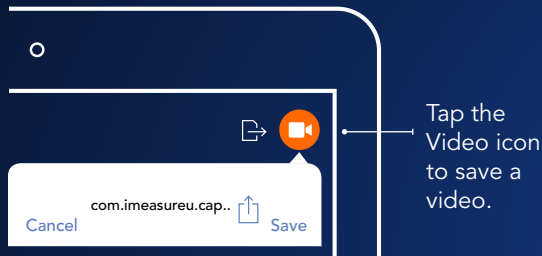 Tap the
Video icon
to save a
video.
com.imeasureu.cap..
Cancel
Save